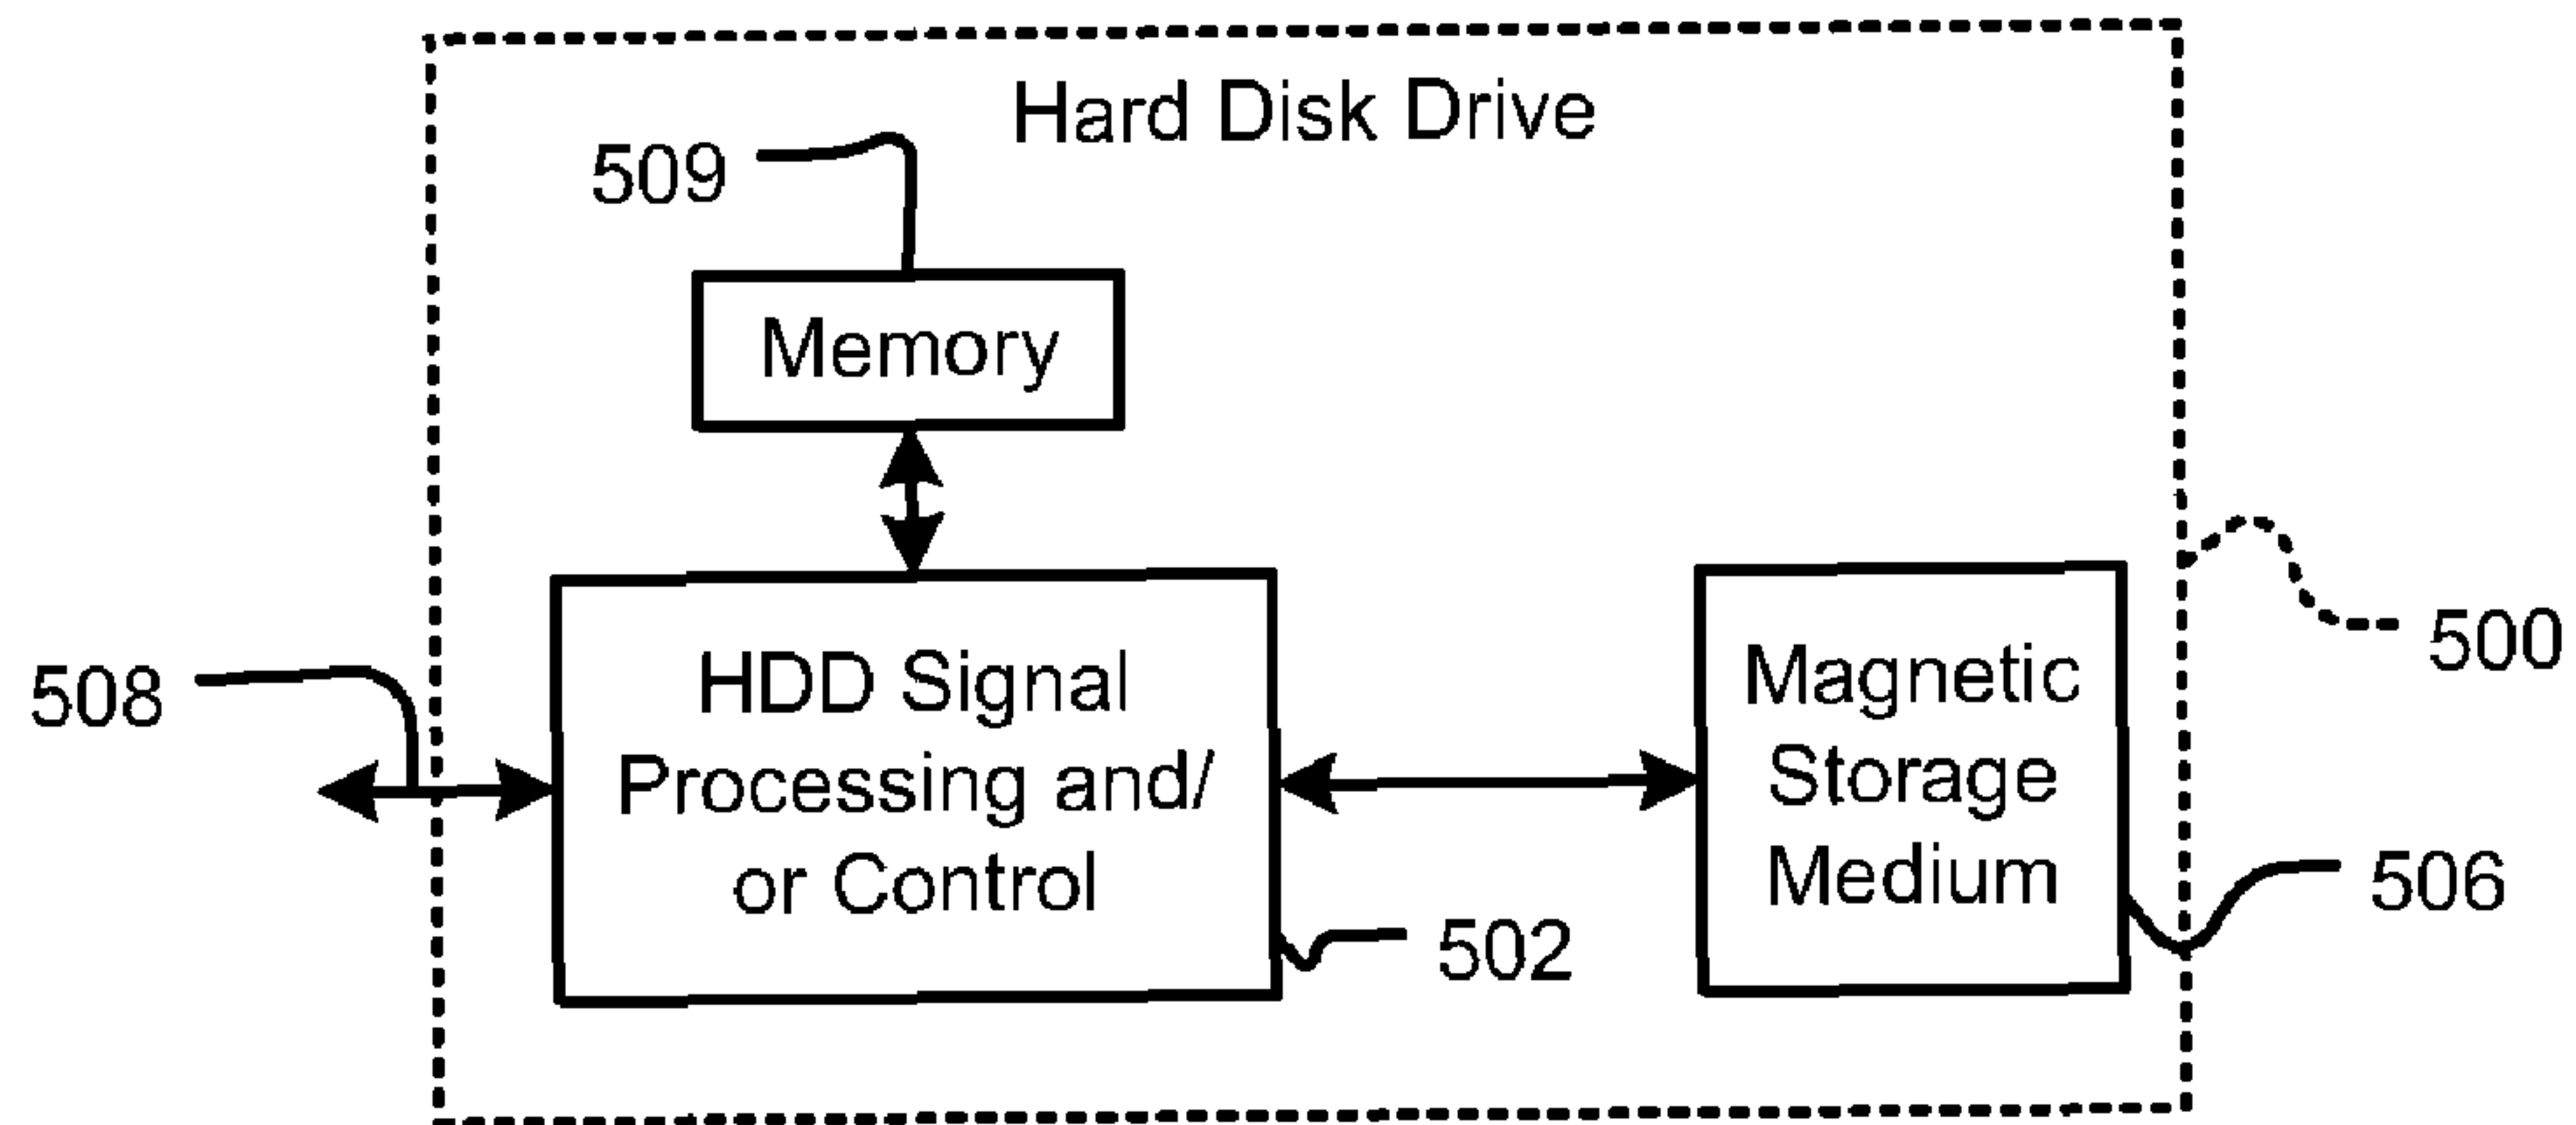 Hard Disk Drive
509
Memory
508
HDD Signal
Processing and/
or Control
502
Magnetic
Storage
Medium
500
506